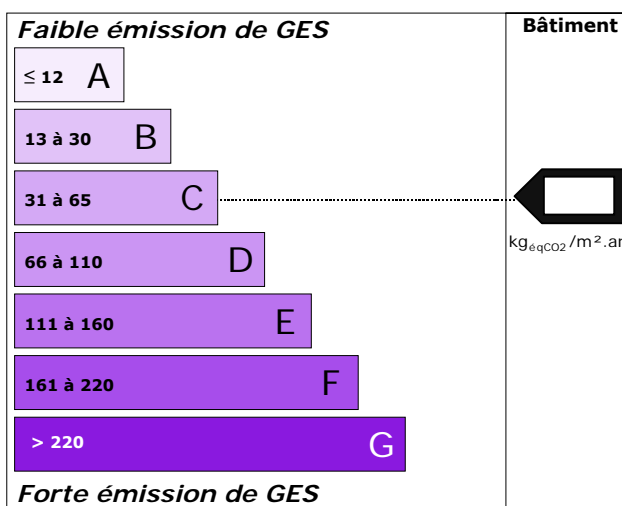 Faible émission de GES
Bâtiment
≤ 12 A
13 à 30 B
31 à 65 C
66 à 110 D
kgéqCO2/m².an
111 à 160 E
161 à 220 F
> 220 G
Forte émission de GES